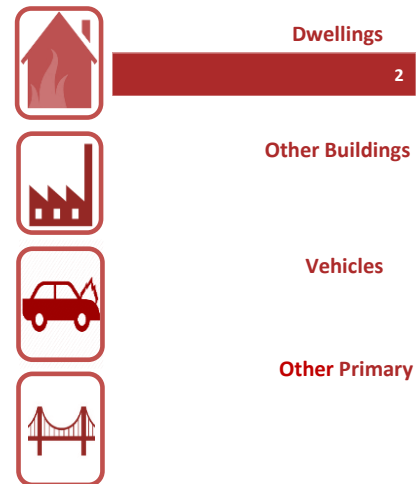 Dwellings
2
Other Buildings
Vehicles
Other Primary